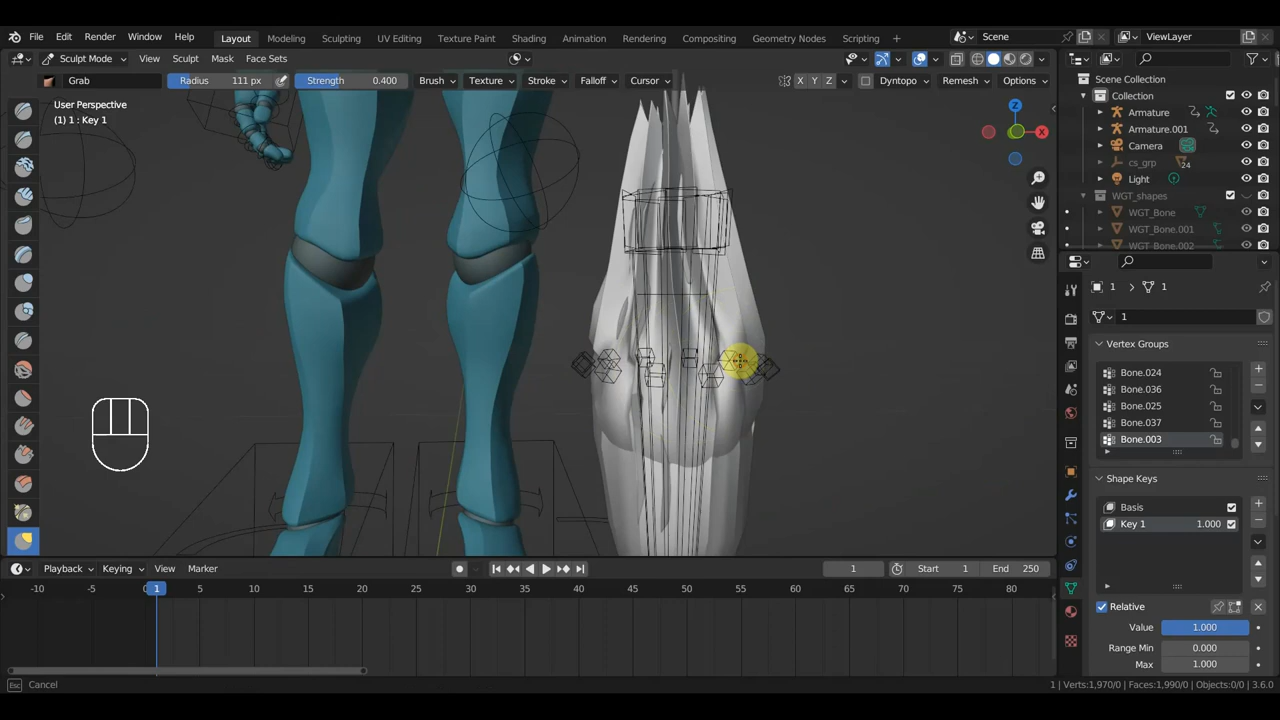 File Edit Render Window Help Layout Modeling Sculpting UV Editing Texture Paint Shading Animation Rendering Compositing Geometry Nodes Scripting + Scene ViewLayer
Sculpt Mode View Sculpt Mask Face Sets
Grab Radius 111 px Strength 0.400 Brush Texture Stroke Falloff Cursor X Y Z Dyntopo Remesh Options
User Perspective
(1) 1 : Key 1
Z
X
Scene Collection
Collection
Armature
Armature.001
Camera
cs_grp 24
Light
WGT_shapes
WGT_Bone
WGT_Bone.001
WGT_Bone.002
1 > 1
1
Vertex Groups
Bone.024
Bone.036
Bone.025
Bone.037
Bone.003
Shape Keys
Basis
Key 1 1.000
Relative
Value 1.000
Range Min 0.000
Max 1.000
Playback Keying View Marker 1 Start 1 End 250
-10 -5 1 5 10 15 20 25 30 35 40 45 50 55 60 65 70 75 80
Esc Cancel
1 | Verts:1,970/0 | Faces:1,990/0 | Objects:0/0 | 3.6.0